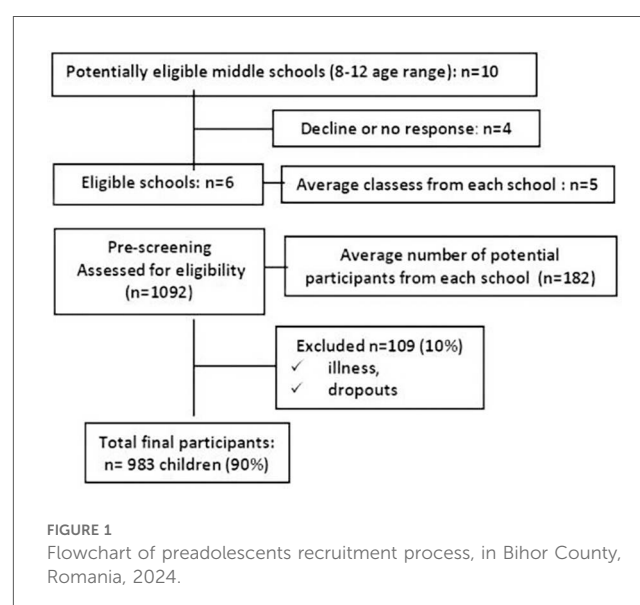 Potentially eligible middle schools (8-12 age range): n=10
Decline or no response: n=4
Eligible schools: n=6
Average classess from each school : n=5
Pre-screening
Assessed for eligibility
(n=1092)
Average number of potential
participants from each school (n=182)
Excluded n=109 (10%)
✓ illness,
✓ dropouts
Total final participants:
n= 983 children (90%)
FIGURE 1
Flowchart of preadolescents recruitment process, in Bihor County,
Romania, 2024.